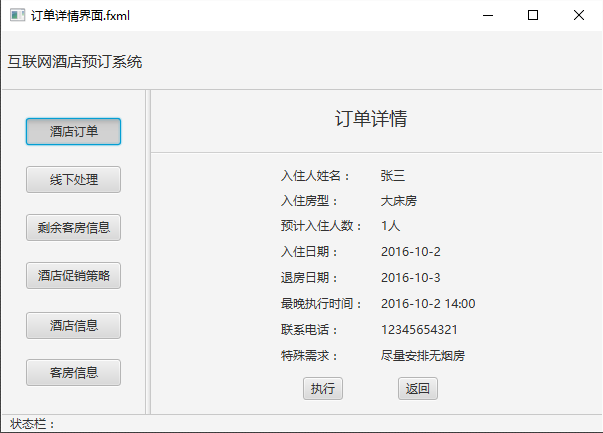 订单详情界面.fxml
互联网酒店预订系统
酒店订单
线下处理
剩余客房信息
酒店促销策略
酒店信息
客房信息
订单详情
入住人姓名： 张三
入住房型： 大床房
预计入住人数： 1人
入住日期： 2016-10-2
退房日期： 2016-10-3
最晚执行时间： 2016-10-2 14:00
联系电话： 12345654321
特殊需求： 尽量安排无烟房
执行 返回
状态栏：